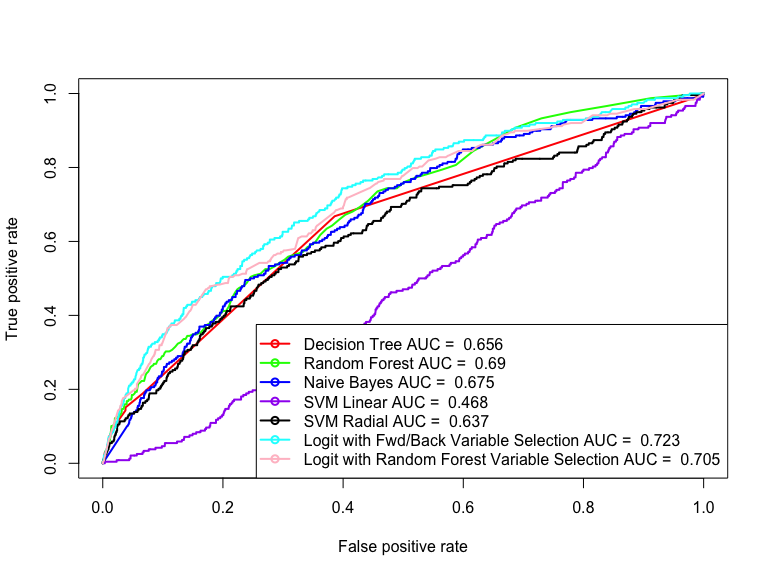 1.0
0.8
0.6
0.4
0.2
0.0
True positive rate
Decision Tree AUC = 0.656
Random Forest AUC = 0.69
Naive Bayes AUC = 0.675
SVM Linear AUC = 0.468
SVM Radial AUC = 0.637
Logit with Fwd/Back Variable Selection AUC = 0.723
Logit with Random Forest Variable Selection AUC = 0.705
0.0 0.2 0.4 0.6 0.8 1.0
False positive rate